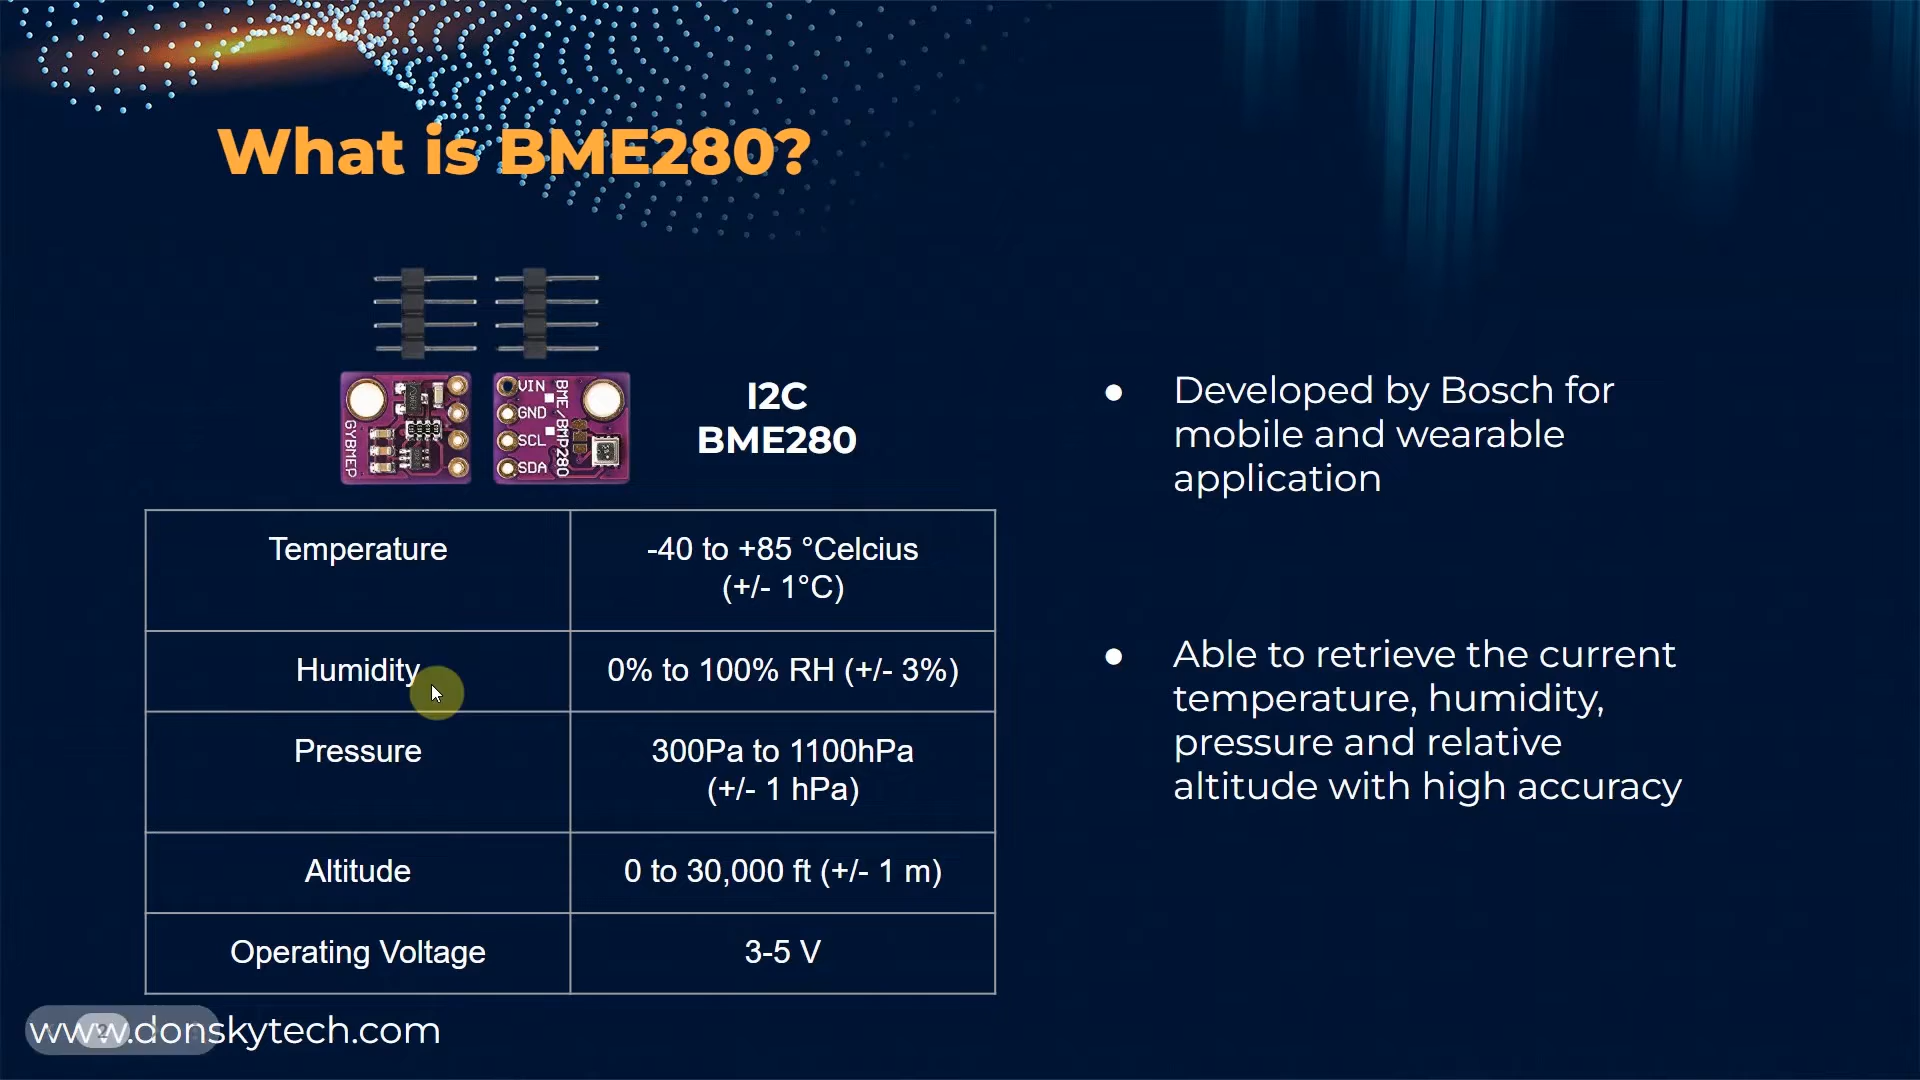 What is BME280?
GYBMEP
VIN
GND
SCL
SDA
BME/BMP280
I2C
BME280
Temperature
-40 to +85 °Celcius
(+/- 1°C)
Humidity
0% to 100% RH (+/- 3%)
Pressure
300Pa to 1100hPa
(+/- 1 hPa)
Altitude
0 to 30,000 ft (+/- 1 m)
Operating Voltage
3-5 V
● Developed by Bosch for
mobile and wearable
application
● Able to retrieve the current
temperature, humidity,
pressure and relative
altitude with high accuracy
www.donskytech.com
2